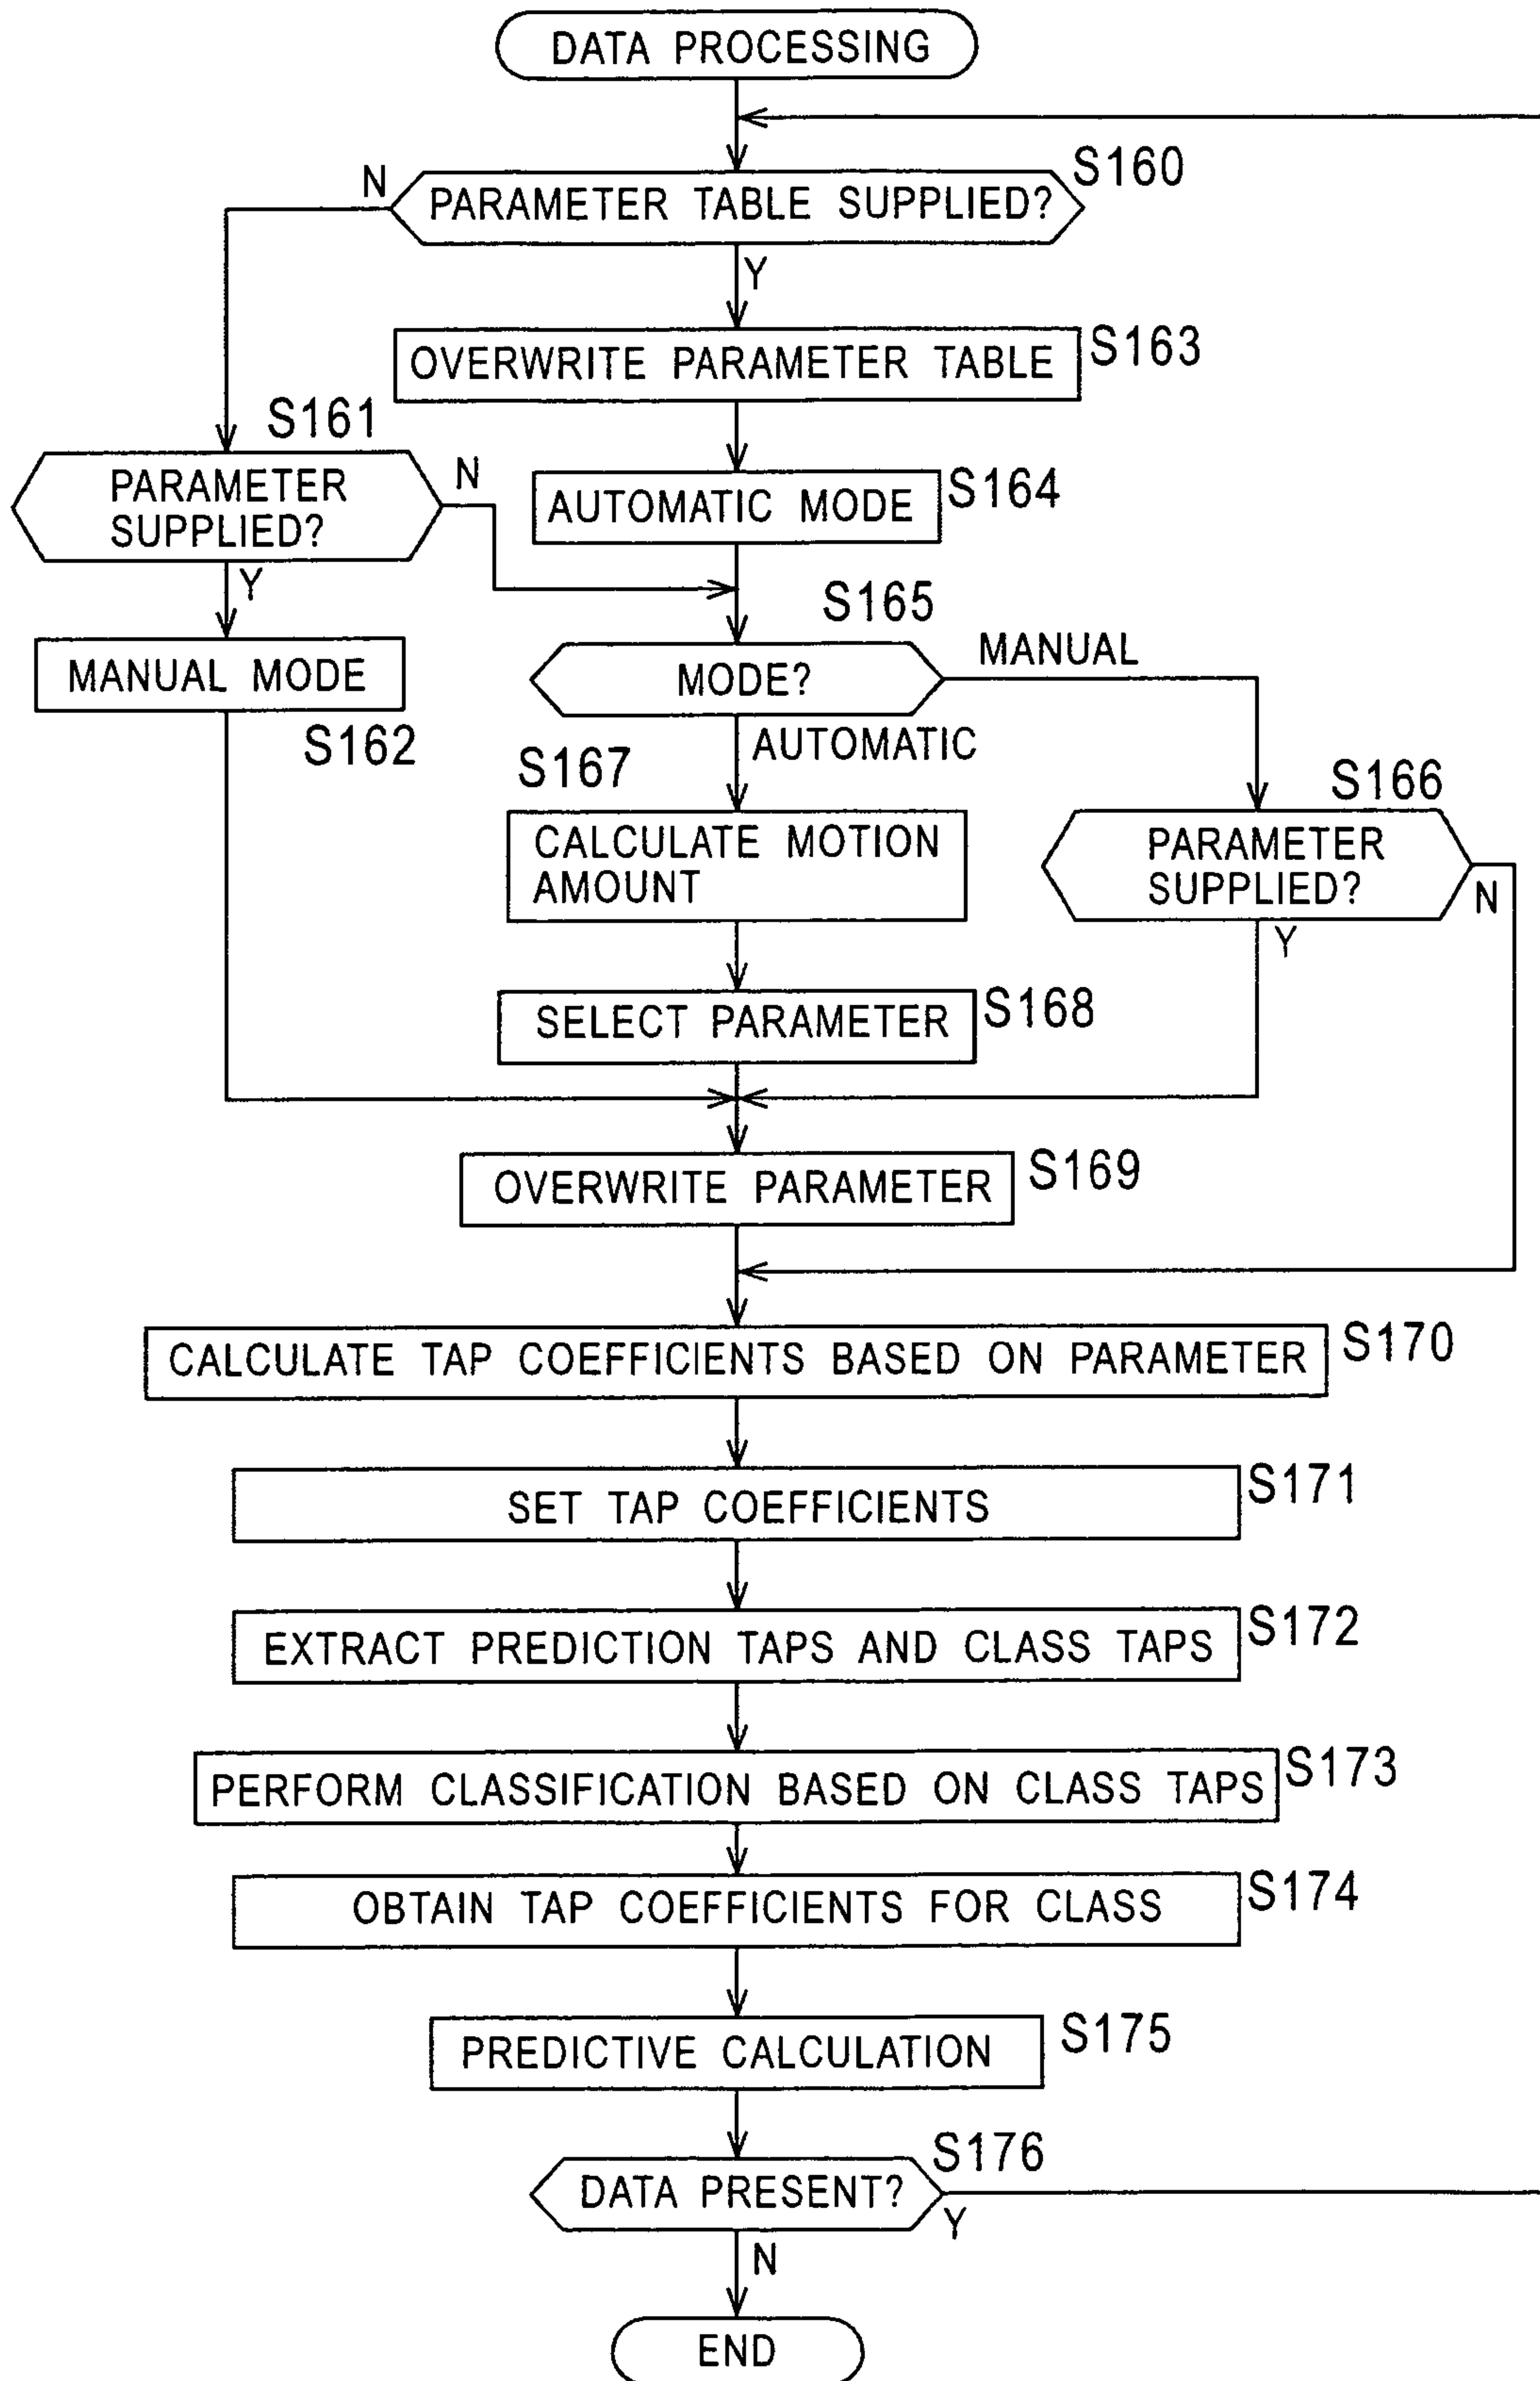 DATA PROCESSING
S160
N
PARAMETER TABLE SUPPLIED?
Y
S163
OVERWRITE PARAMETER TABLE
S161
PARAMETER
SUPPLIED?
N
Y
S164
AUTOMATIC MODE
S165
MODE?
MANUAL
MANUAL MODE
S162
AUTOMATIC
S167
CALCULATE MOTION
AMOUNT
S166
PARAMETER
SUPPLIED?
N
Y
SELECT PARAMETER
S168
OVERWRITE PARAMETER
S169
CALCULATE TAP COEFFICIENTS BASED ON PARAMETER
S170
SET TAP COEFFICIENTS
S171
EXTRACT PREDICTION TAPS AND CLASS TAPS
S172
PERFORM CLASSIFICATION BASED ON CLASS TAPS
S173
OBTAIN TAP COEFFICIENTS FOR CLASS
S174
PREDICTIVE CALCULATION
S175
S176
DATA PRESENT?
Y
N
END